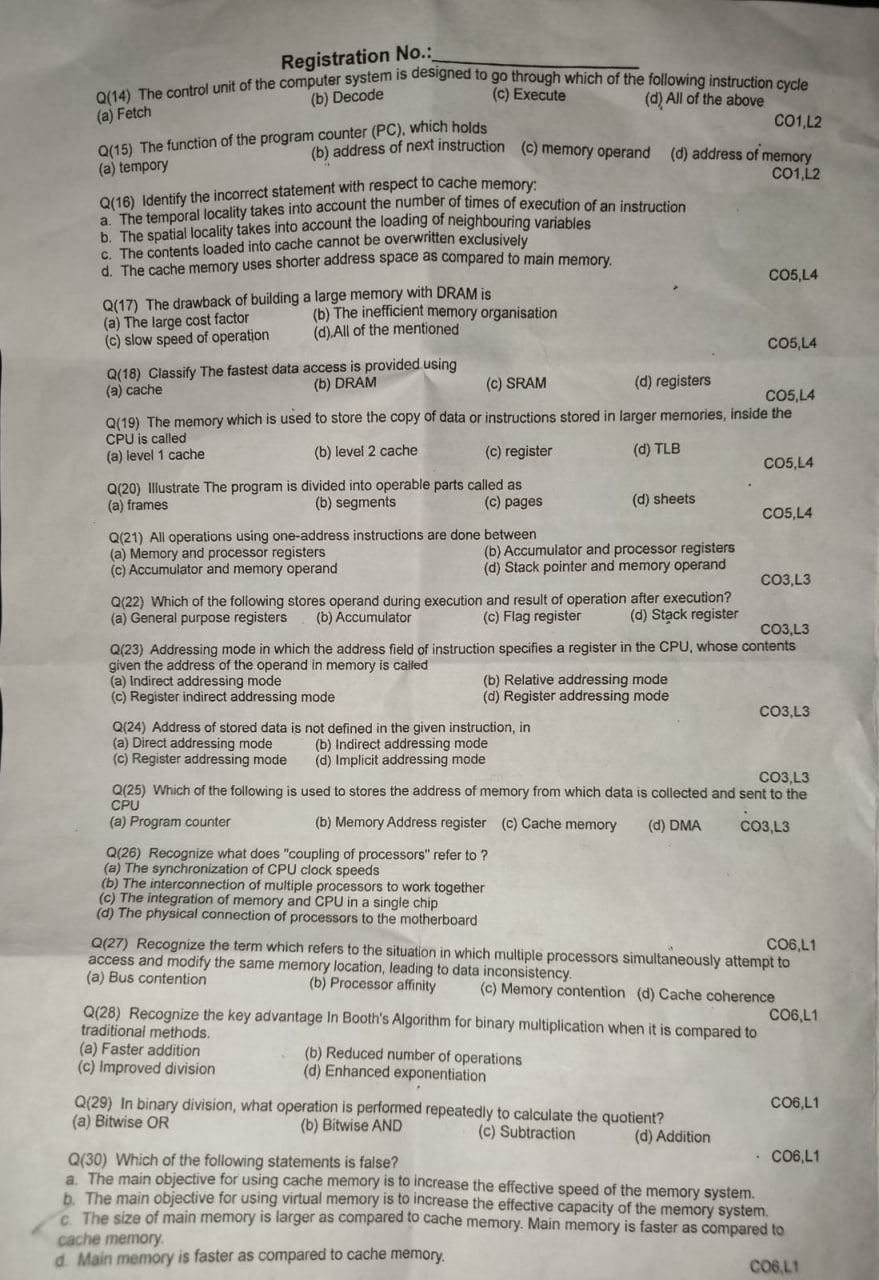 Registration No.:
Q(14) The control unit of the computer system is designed to go through which of the following instruction cycle
(a) Fetch (b) Decode (c) Execute (d) All of the above
CO1,L2
Q(15) The function of the program counter (PC), which holds
(a) tempory (b) address of next instruction (c) memory operand (d) address of memory
CO1,L2
Q(16) Identify the incorrect statement with respect to cache memory:
a. The temporal locality takes into account the number of times of execution of an instruction
b. The spatial locality takes into account the loading of neighbouring variables
c. The contents loaded into cache cannot be overwritten exclusively
d. The cache memory uses shorter address space as compared to main memory.
CO5,L4
Q(17) The drawback of building a large memory with DRAM is
(a) The large cost factor (b) The inefficient memory organisation
(c) slow speed of operation (d).All of the mentioned
CO5,L4
Q(18) Classify The fastest data access is provided using
(a) cache (b) DRAM (c) SRAM (d) registers
CO5,L4
Q(19) The memory which is used to store the copy of data or instructions stored in larger memories, inside the
CPU is called
(a) level 1 cache (b) level 2 cache (c) register (d) TLB
CO5,L4
Q(20) Illustrate The program is divided into operable parts called as
(a) frames (b) segments (c) pages (d) sheets
CO5,L4
Q(21) All operations using one-address instructions are done between
(a) Memory and processor registers (b) Accumulator and processor registers
(c) Accumulator and memory operand (d) Stack pointer and memory operand
CO3,L3
Q(22) Which of the following stores operand during execution and result of operation after execution?
(a) General purpose registers (b) Accumulator (c) Flag register (d) Stack register
CO3,L3
Q(23) Addressing mode in which the address field of instruction specifies a register in the CPU, whose contents
given the address of the operand in memory is called
(a) Indirect addressing mode (b) Relative addressing mode
(c) Register indirect addressing mode (d) Register addressing mode
CO3,L3
Q(24) Address of stored data is not defined in the given instruction, in
(a) Direct addressing mode (b) Indirect addressing mode
(c) Register addressing mode (d) Implicit addressing mode
CO3,L3
Q(25) Which of the following is used to stores the address of memory from which data is collected and sent to the
CPU
(a) Program counter (b) Memory Address register (c) Cache memory (d) DMA CO3,L3
Q(26) Recognize what does "coupling of processors" refer to ?
(a) The synchronization of CPU clock speeds
(b) The interconnection of multiple processors to work together
(c) The integration of memory and CPU in a single chip
(d) The physical connection of processors to the motherboard
CO6,L1
Q(27) Recognize the term which refers to the situation in which multiple processors simultaneously attempt to
access and modify the same memory location, leading to data inconsistency.
(a) Bus contention (b) Processor affinity (c) Memory contention (d) Cache coherence
CO6,L1
Q(28) Recognize the key advantage In Booth's Algorithm for binary multiplication when it is compared to
traditional methods.
(a) Faster addition (b) Reduced number of operations
(c) Improved division (d) Enhanced exponentiation
CO6,L1
Q(29) In binary division, what operation is performed repeatedly to calculate the quotient?
(a) Bitwise OR (b) Bitwise AND (c) Subtraction (d) Addition
CO6,L1
Q(30) Which of the following statements is false?
a. The main objective for using cache memory is to increase the effective speed of the memory system.
b. The main objective for using virtual memory is to increase the effective capacity of the memory system.
c. The size of main memory is larger as compared to cache memory. Main memory is faster as compared to
cache memory.
d. Main memory is faster as compared to cache memory.
CO6,L1